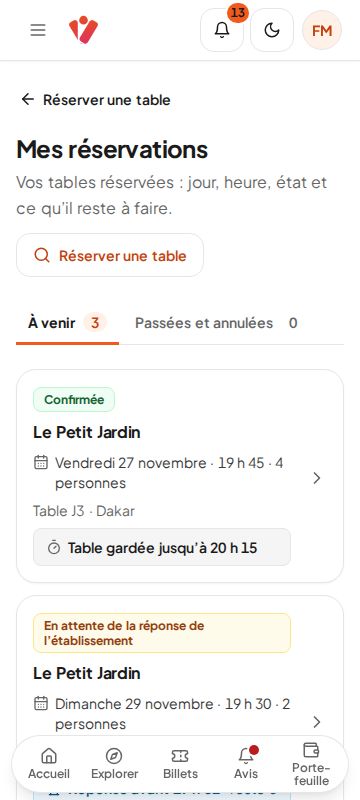 13
FM
Réserver une table
Mes réservations
Vos tables réservées : jour, heure, état et
ce qu’il reste à faire.
Réserver une table
À venir 3 Passées et annulées 0
Confirmée
Le Petit Jardin
Vendredi 27 novembre · 19 h 45 · 4
personnes
Table J3 · Dakar
Table gardée jusqu’à 20 h 15
En attente de la réponse de
l’établissement
Le Petit Jardin
Dimanche 29 novembre · 19 h 30 · 2
personnes
Accueil Explorer Billets Avis Porte-
feuille